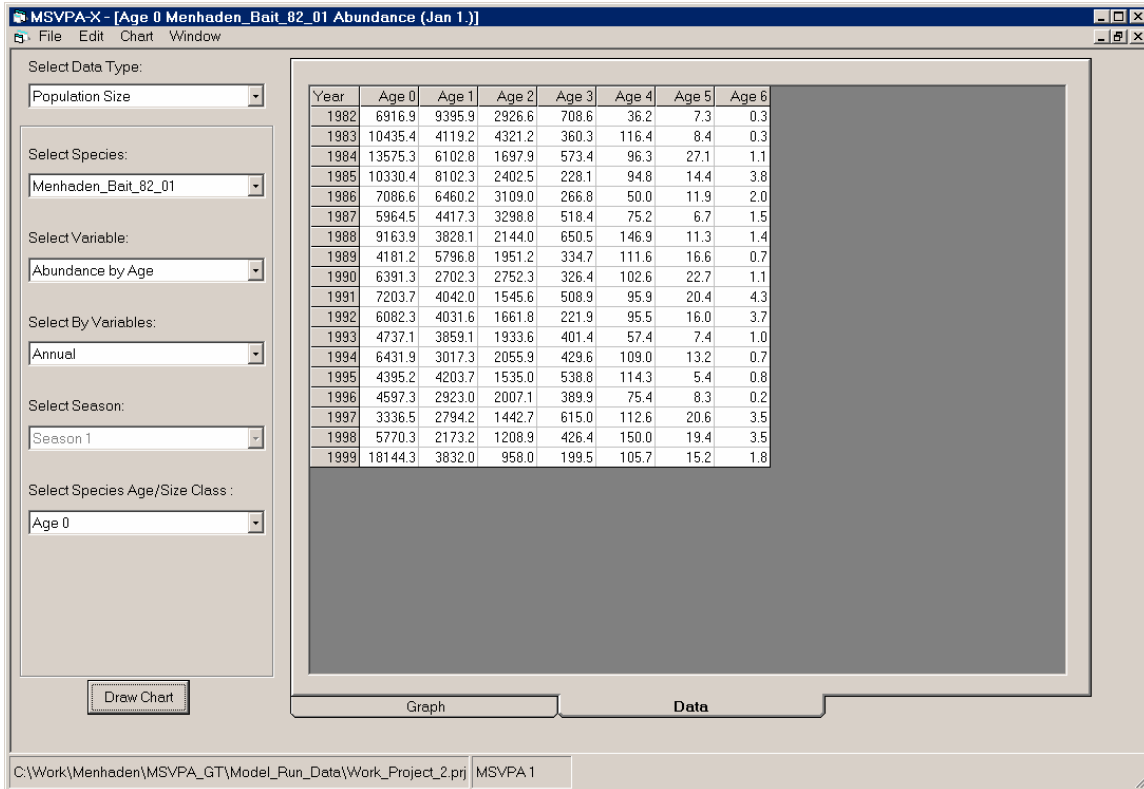 MSVPA-X - [Age 0 Menhaden_Bait_82_01 Abundance (Jan 1.)]
File Edit Chart Window
Select Data Type:
Population Size
Select Species:
Menhaden_Bait_82_01
Select Variable:
Abundance by Age
Select By Variables:
Annual
Select Season:
Season 1
Select Species Age/Size Class :
Age 0
Draw Chart
Year Age 0 Age 1 Age 2 Age 3 Age 4 Age 5 Age 6
1982 6916.9 9395.9 2926.6 708.6 36.2 7.3 0.3
1983 10435.4 4119.2 4321.2 360.3 116.4 8.4 0.3
1984 13575.3 6102.8 1697.9 573.4 96.3 27.1 1.1
1985 10330.4 8102.3 2402.5 228.1 94.8 14.4 3.8
1986 7086.6 6460.2 3109.0 266.8 50.0 11.9 2.0
1987 5964.5 4417.3 3298.8 518.4 75.2 6.7 1.5
1988 9163.9 3828.1 2144.0 650.5 146.9 11.3 1.4
1989 4181.2 5796.8 1951.2 334.7 111.6 16.6 0.7
1990 6391.3 2702.3 2752.3 326.4 102.6 22.7 1.1
1991 7203.7 4042.0 1545.6 508.9 95.9 20.4 4.3
1992 6082.3 4031.6 1661.8 221.9 95.5 16.0 3.7
1993 4737.1 3859.1 1933.6 401.4 57.4 7.4 1.0
1994 6431.9 3017.3 2055.9 429.6 109.0 13.2 0.7
1995 4395.2 4203.7 1535.0 538.8 114.3 5.4 0.8
1996 4597.3 2923.0 2007.1 389.9 75.4 8.3 0.2
1997 3336.5 2794.2 1442.7 615.0 112.6 20.6 3.5
1998 5770.3 2173.2 1208.9 426.4 150.0 19.4 3.5
1999 18144.3 3832.0 958.0 199.5 105.7 15.2 1.8
Graph Data
C:\Work\Menhaden\MSVPA_GT\Model_Run_Data\Work_Project_2.prj MSVPA 1